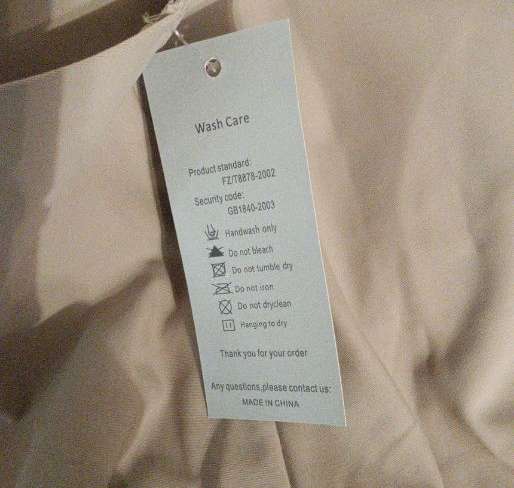 Wash Care
Product standard:
FZ/T8878-2002
Security code:
GB1840-2003
Handwash only
Do not bleach
Do not tumble dry
Do not iron
Do not dryclean
Hanging to dry
Thank you for your order
Any questions,please contact us:
MADE IN CHINA